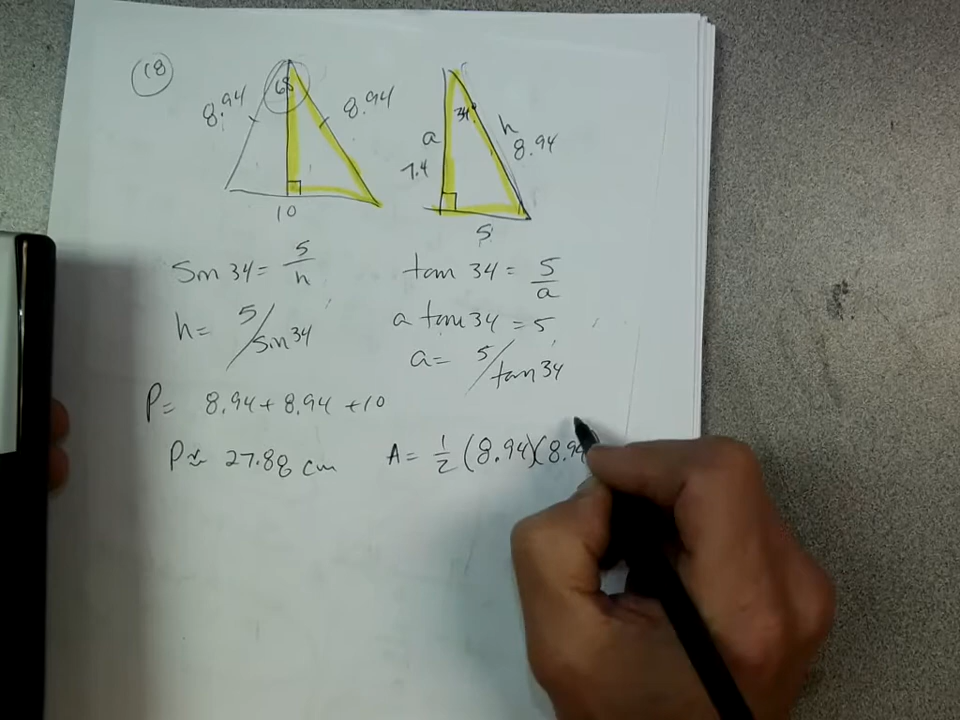 18
68
8.94
8.94
10
34
a
h
8.94
7.4
5
Sin 34 = 5/h
tan 34 = 5/a
h = 5/sin 34
a tan 34 = 5
a = 5/tan 34
P = 8.94 + 8.94 + 10
P ≈ 27.88 cm
A = 1/2 (8.94)(8.94